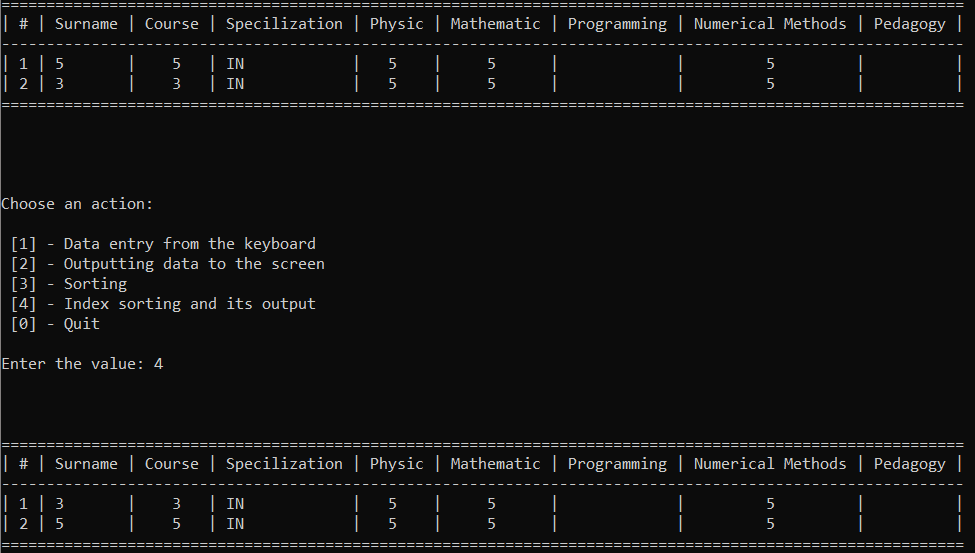 =====================================================================================================
| # | Surname | Course | Specilization | Physic | Mathematic | Programming | Numerical Methods | Pedagogy |
-----------------------------------------------------------------------------------------------------
| 1 | 5       |    5   | IN            |    5   |     5      |             |         5         |          |
| 2 | 3       |    3   | IN            |    5   |     5      |             |         5         |          |
=====================================================================================================
Choose an action:
[1] - Data entry from the keyboard
[2] - Outputting data to the screen
[3] - Sorting
[4] - Index sorting and its output
[0] - Quit
Enter the value: 4
=====================================================================================================
| # | Surname | Course | Specilization | Physic | Mathematic | Programming | Numerical Methods | Pedagogy |
-----------------------------------------------------------------------------------------------------
| 1 | 3       |    3   | IN            |    5   |     5      |             |         5         |          |
| 2 | 5       |    5   | IN            |    5   |     5      |             |         5         |          |
=====================================================================================================